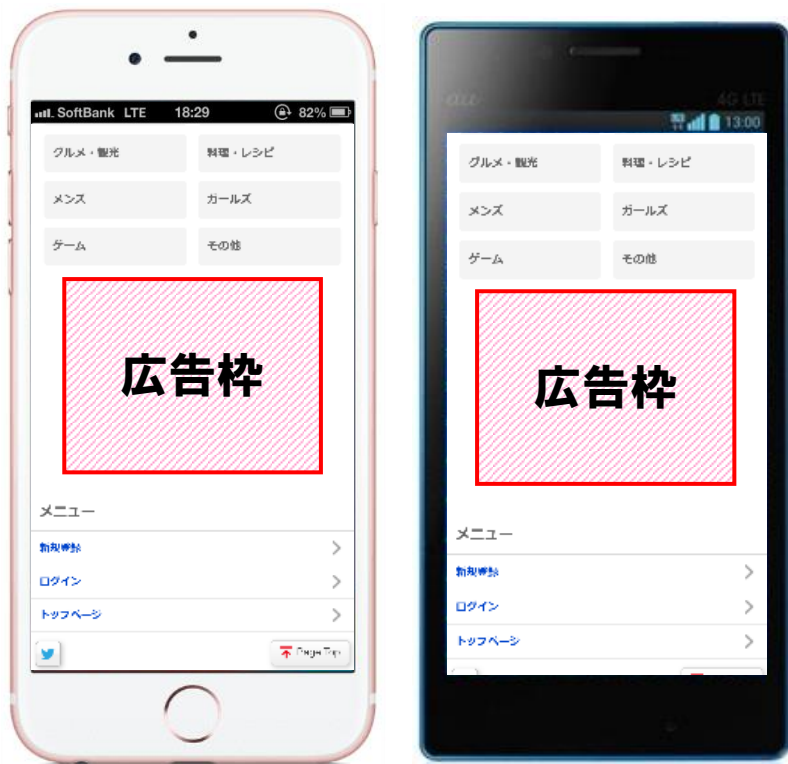 SoftBank LTE 18:29 82%
グルメ・観光 料理・レシピ
メンズ ガールズ
ゲーム その他
広告枠
メニュー
新規登録
ログイン
トップページ
Page Top
au
4G LTE
13:00
グルメ・観光 料理・レシピ
メンズ ガールズ
ゲーム その他
広告枠
メニュー
新規登録
ログイン
トップページ